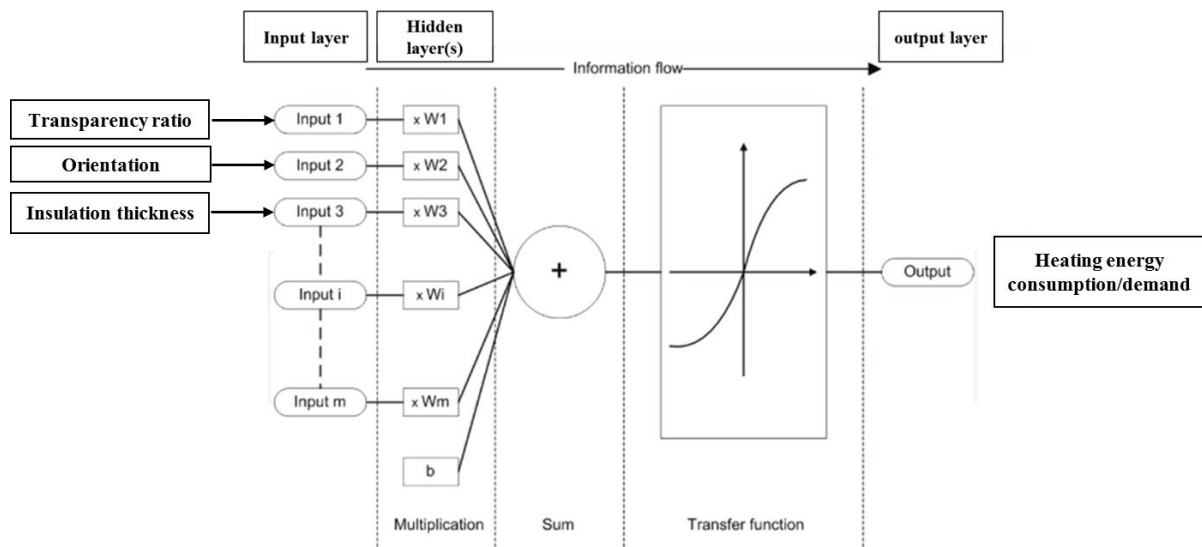 Input layer
Hidden
layer(s)
output layer
Information flow
Transparency ratio
Input 1
x W1
Orientation
Input 2
x W2
Insulation thickness
Input 3
x W3
+
Output
Heating energy
consumption/demand
Input i
x Wi
Input m
x Wm
b
Multiplication
Sum
Transfer function